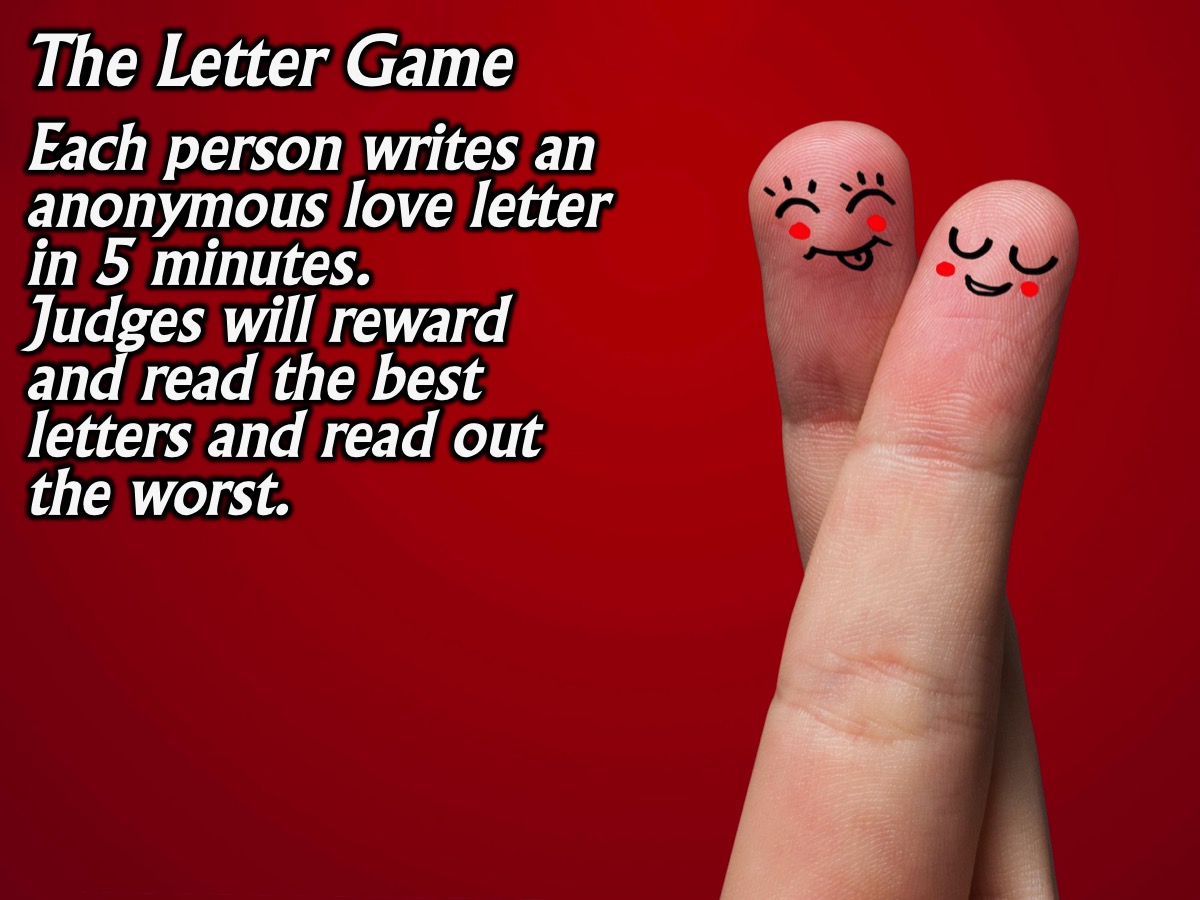 The Letter Game
Each person writes an
anonymous love letter
in 5 minutes.
Judges will reward
and read the best
letters and read out
the worst.